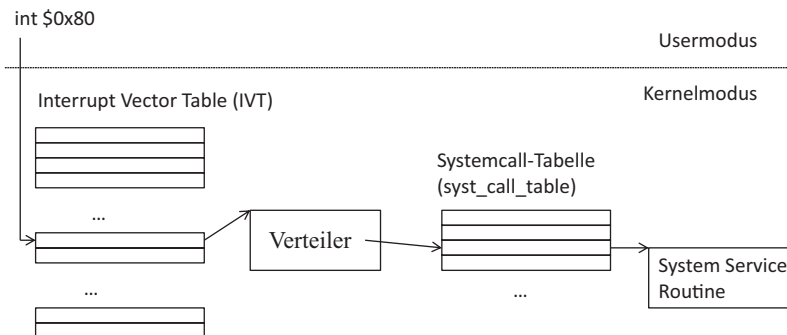 int $0x80
Usermodus
Interrupt Vector Table (IVT)
Kernelmodus
Systemcall-Tabelle
(syst_call_table)
...
Verteiler
System Service
Routine
...
...